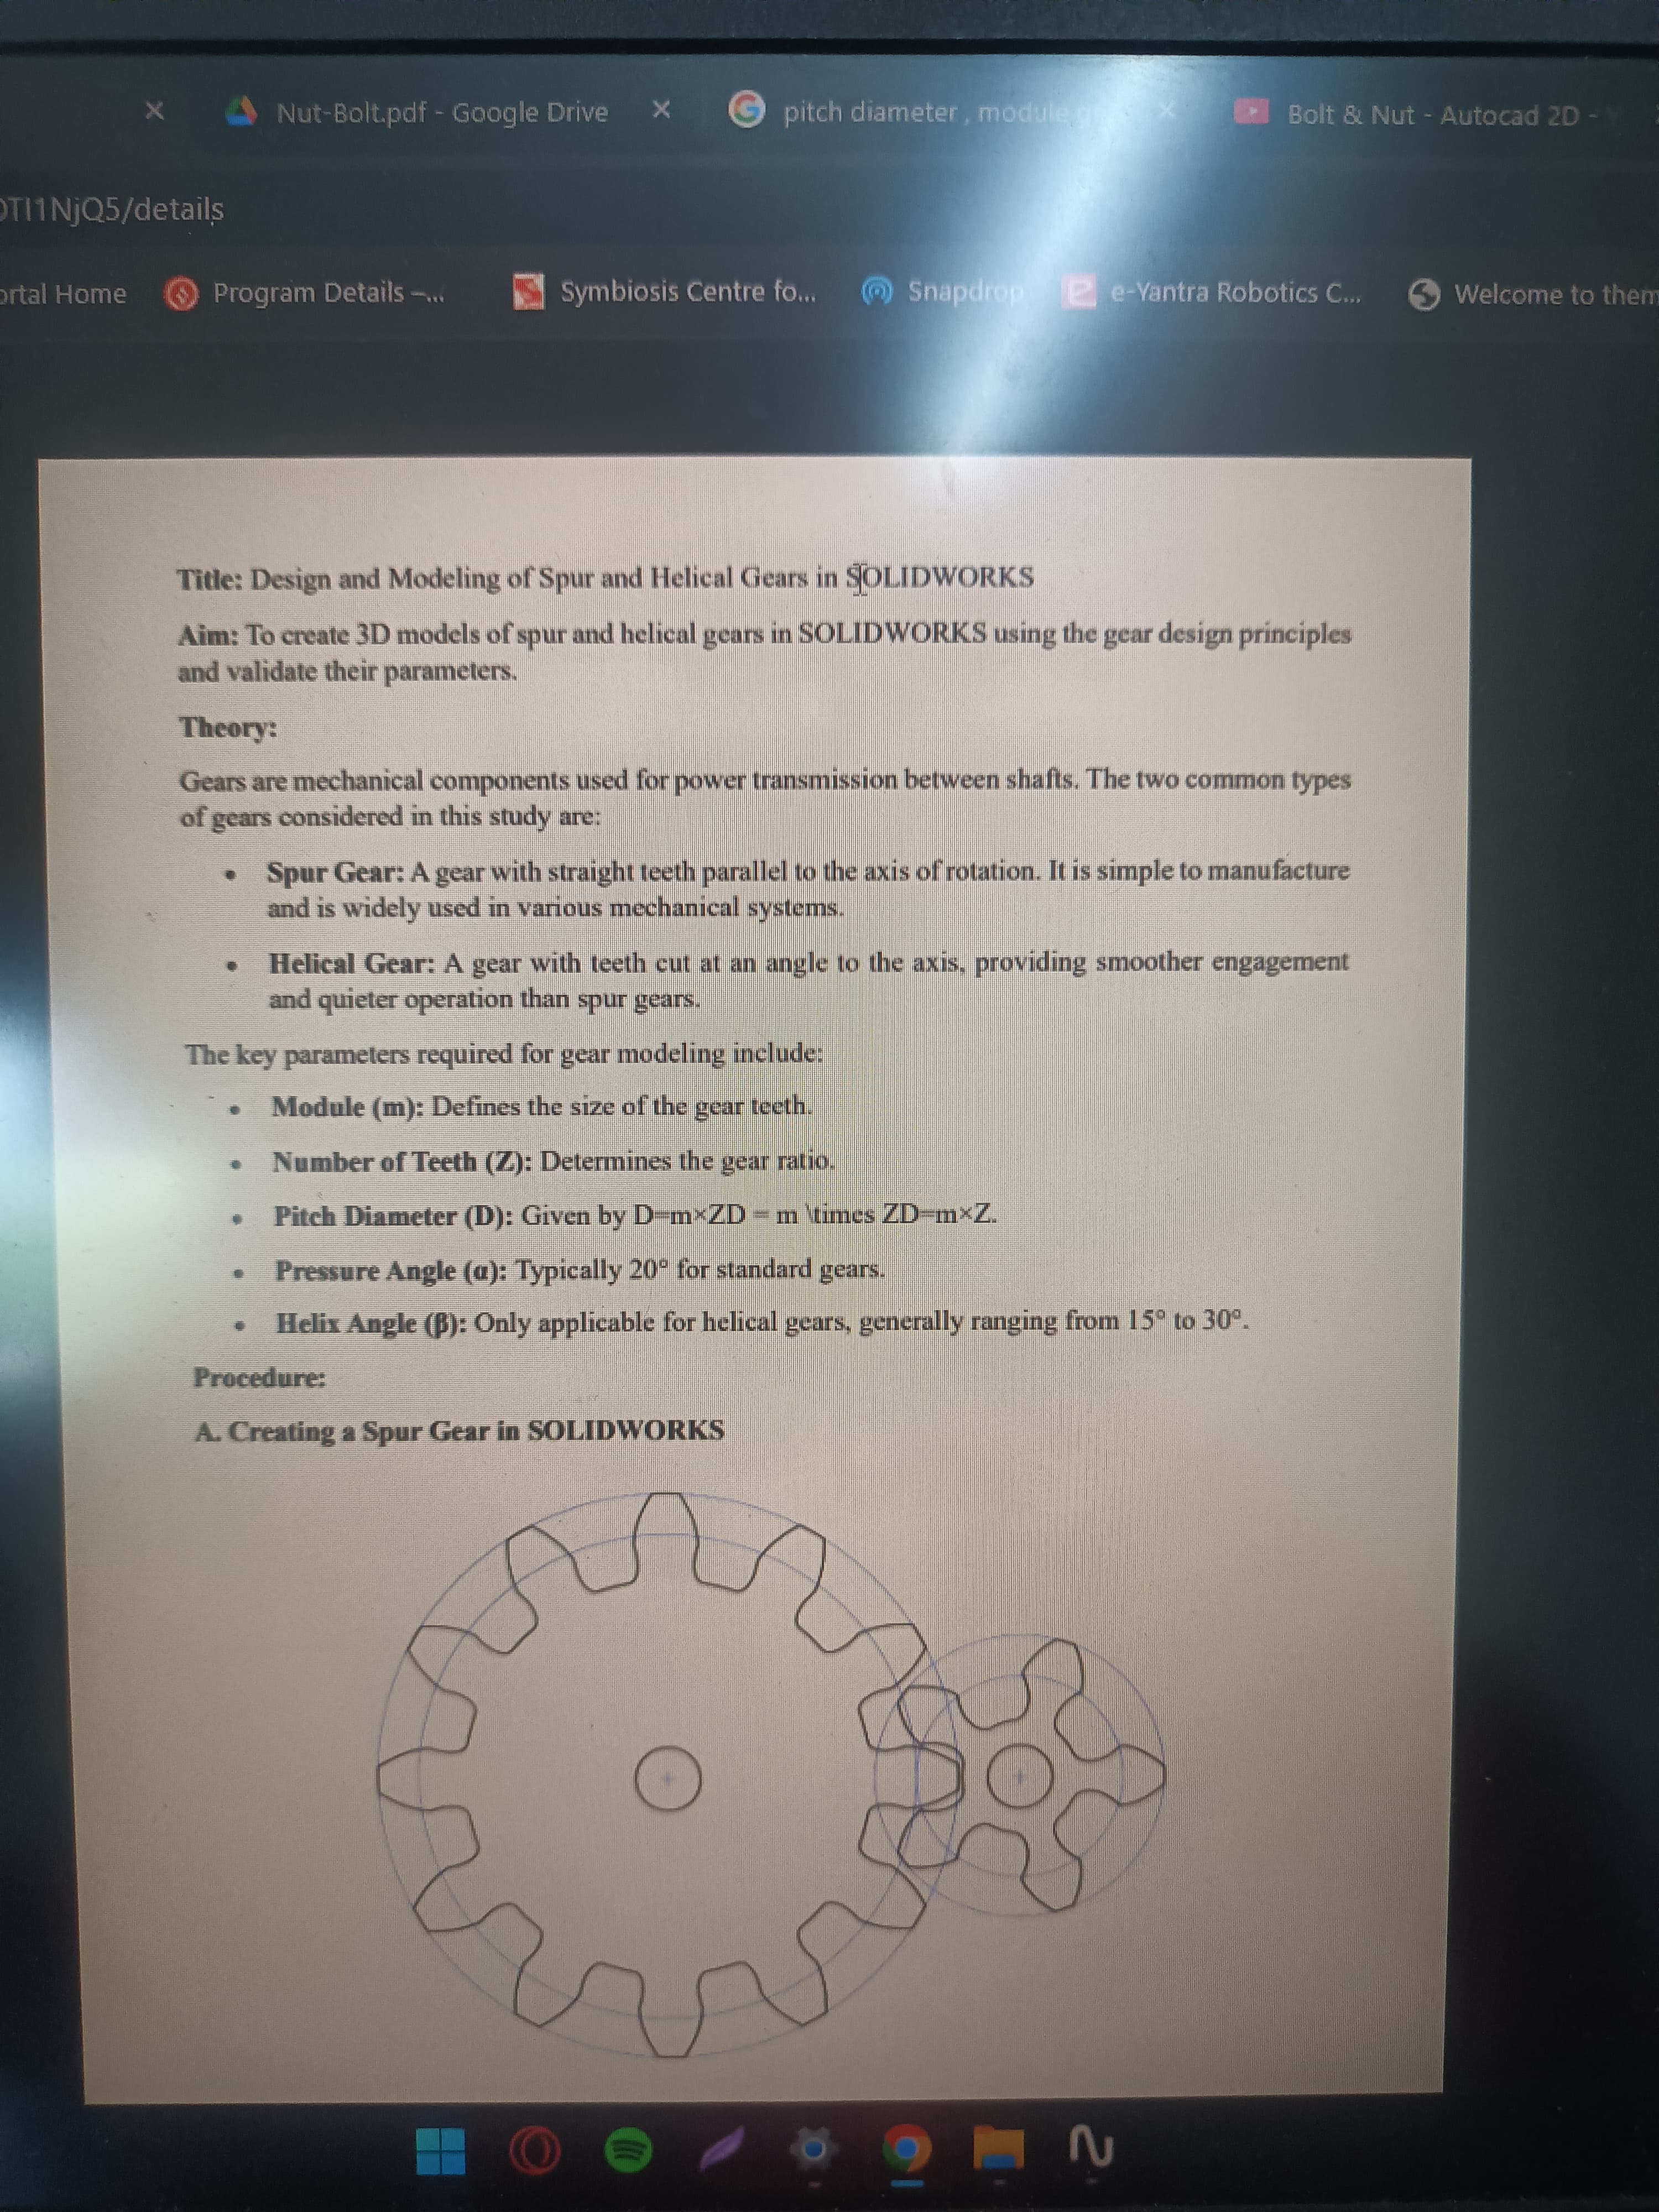 Nut-Bolt.pdf - Google Drive
pitch diameter , module
Bolt & Nut - Autocad 2D -
OTI1NjQ5/details
ortal Home
Program Details –...
Symbiosis Centre fo...
Snapdrop
e-Yantra Robotics C...
Welcome to them
Title: Design and Modeling of Spur and Helical Gears in SOLIDWORKS
Aim: To create 3D models of spur and helical gears in SOLIDWORKS using the gear design principles
and validate their parameters.
Theory:
Gears are mechanical components used for power transmission between shafts. The two common types
of gears considered in this study are:
• Spur Gear: A gear with straight teeth parallel to the axis of rotation. It is simple to manufacture
and is widely used in various mechanical systems.
• Helical Gear: A gear with teeth cut at an angle to the axis, providing smoother engagement
and quieter operation than spur gears.
The key parameters required for gear modeling include:
• Module (m): Defines the size of the gear teeth.
• Number of Teeth (Z): Determines the gear ratio.
• Pitch Diameter (D): Given by D=m×ZD = m \times ZD=m×Z.
• Pressure Angle (α): Typically 20° for standard gears.
• Helix Angle (β): Only applicable for helical gears, generally ranging from 15° to 30°.
Procedure:
A. Creating a Spur Gear in SOLIDWORKS